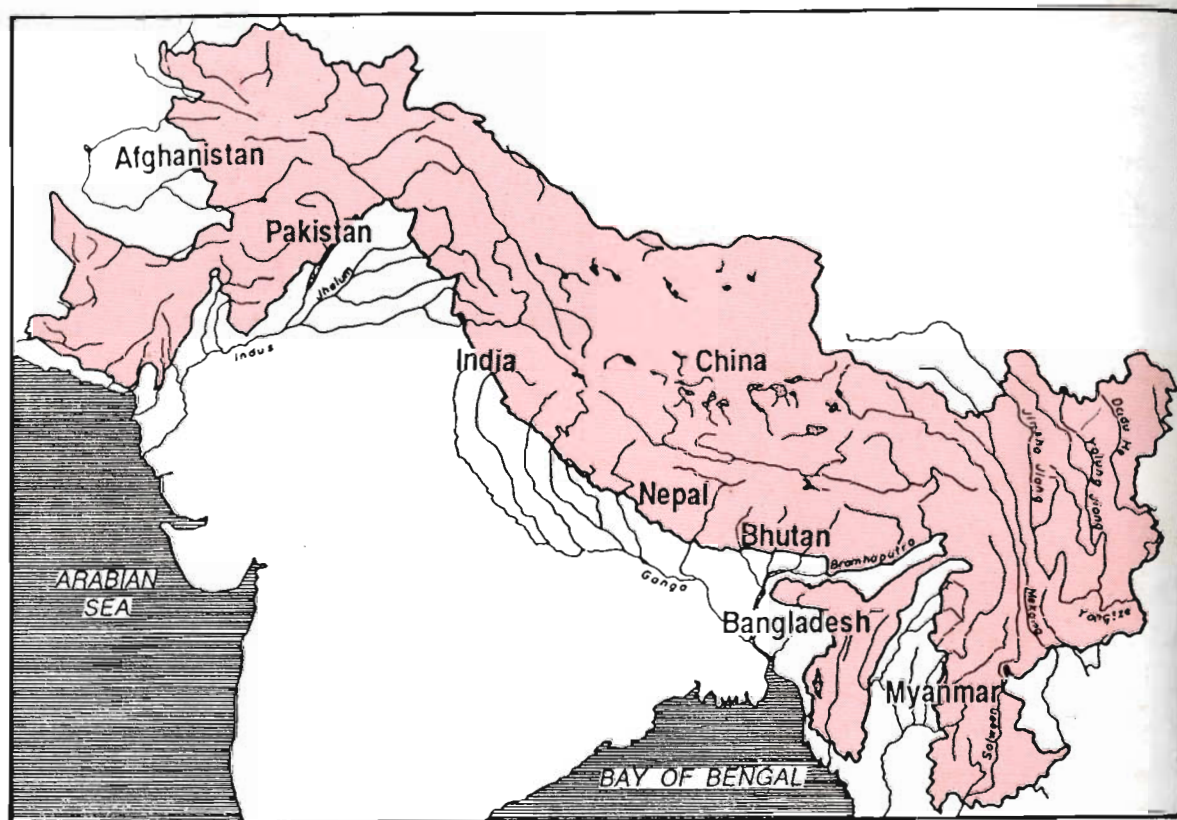 Afghanistan
Pakistan
Jhelum
Indus
India
China
Jinsha Jiang
Yalung Jiang
Dadu He
Nepal
Bhutan
Bramhaputra
ARABIAN
SEA
Ganga
Bangladesh
Mekong
Yangtze
Myanmar
Salween
BAY OF BENGAL